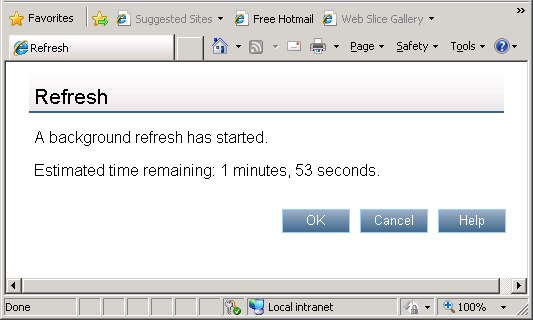 Favorites Suggested Sites Free Hotmail Web Slice Gallery »
Refresh Page Safety Tools »
Refresh
A background refresh has started.
Estimated time remaining: 1 minutes, 53 seconds.
OK Cancel Help
Done Local intranet 100%